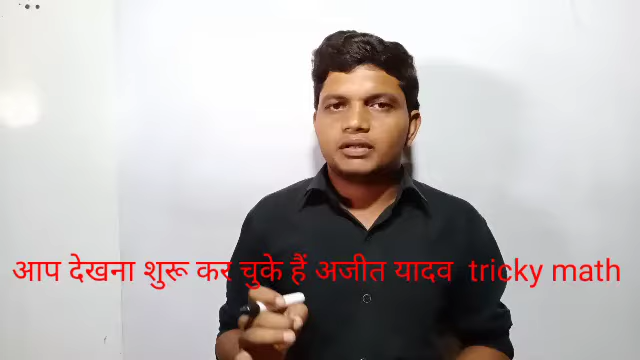 आप देखना शुरू कर चुके हैं अजीत यादव tricky math